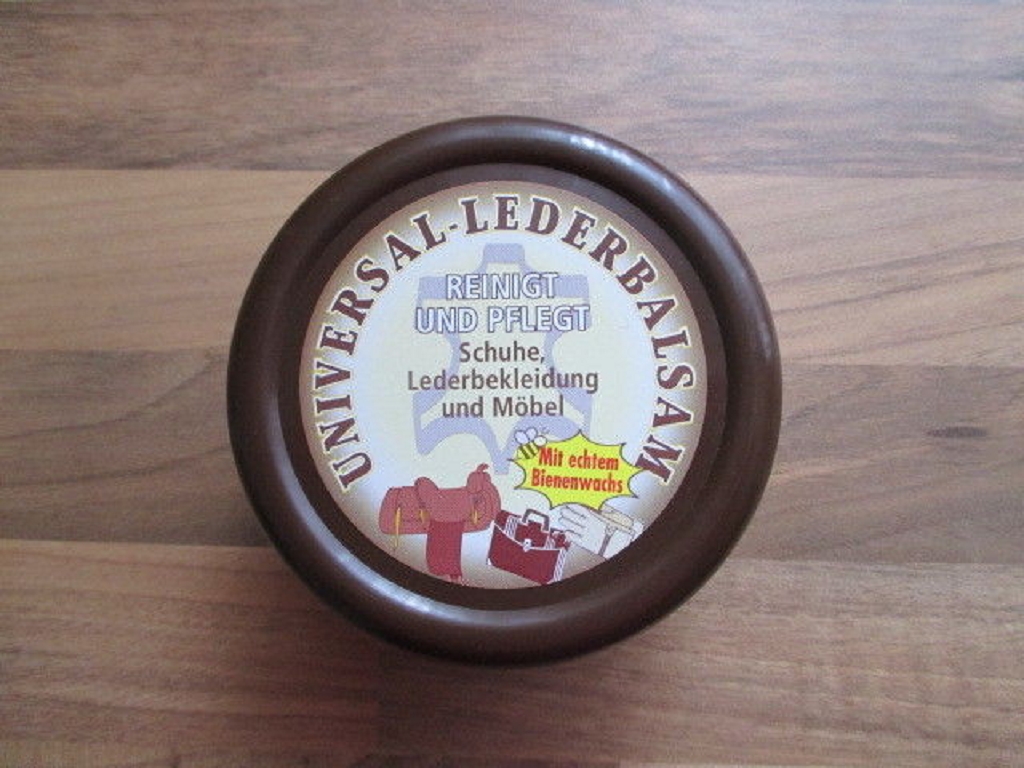 UNIVERSAL-LEDERBALSAM
REINIGT
UND PFLEGT
Schuhe,
Lederbekleidung
und Möbel
Mit echtem
Bienenwachs